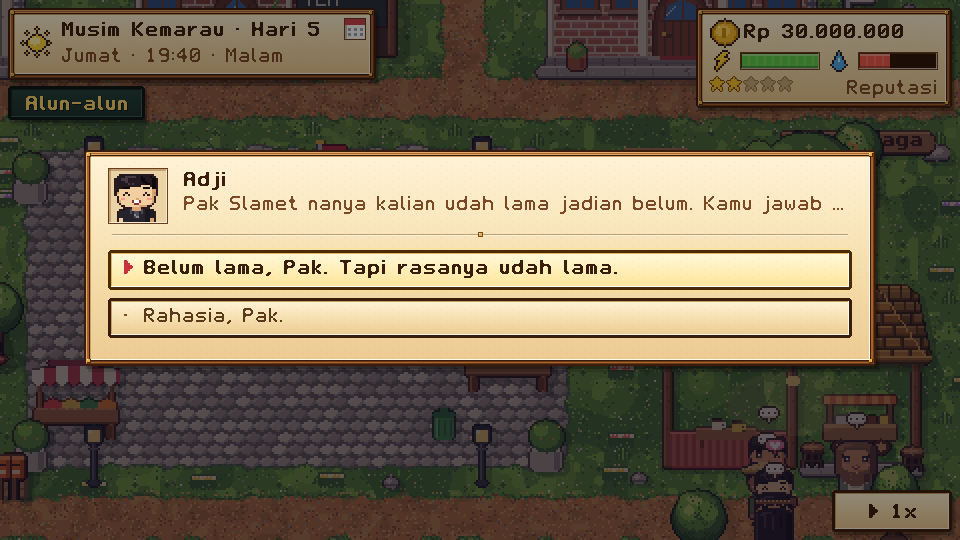 Musim Kemarau · Hari 5
Jumat · 19:40 · Malam
Rp 30.000.000
Reputasi
Alun-alun
aga
Adji
Pak Slamet nanya kalian udah lama jadian belum. Kamu jawab ...
Belum lama, Pak. Tapi rasanya udah lama.
· Rahasia, Pak.
1x